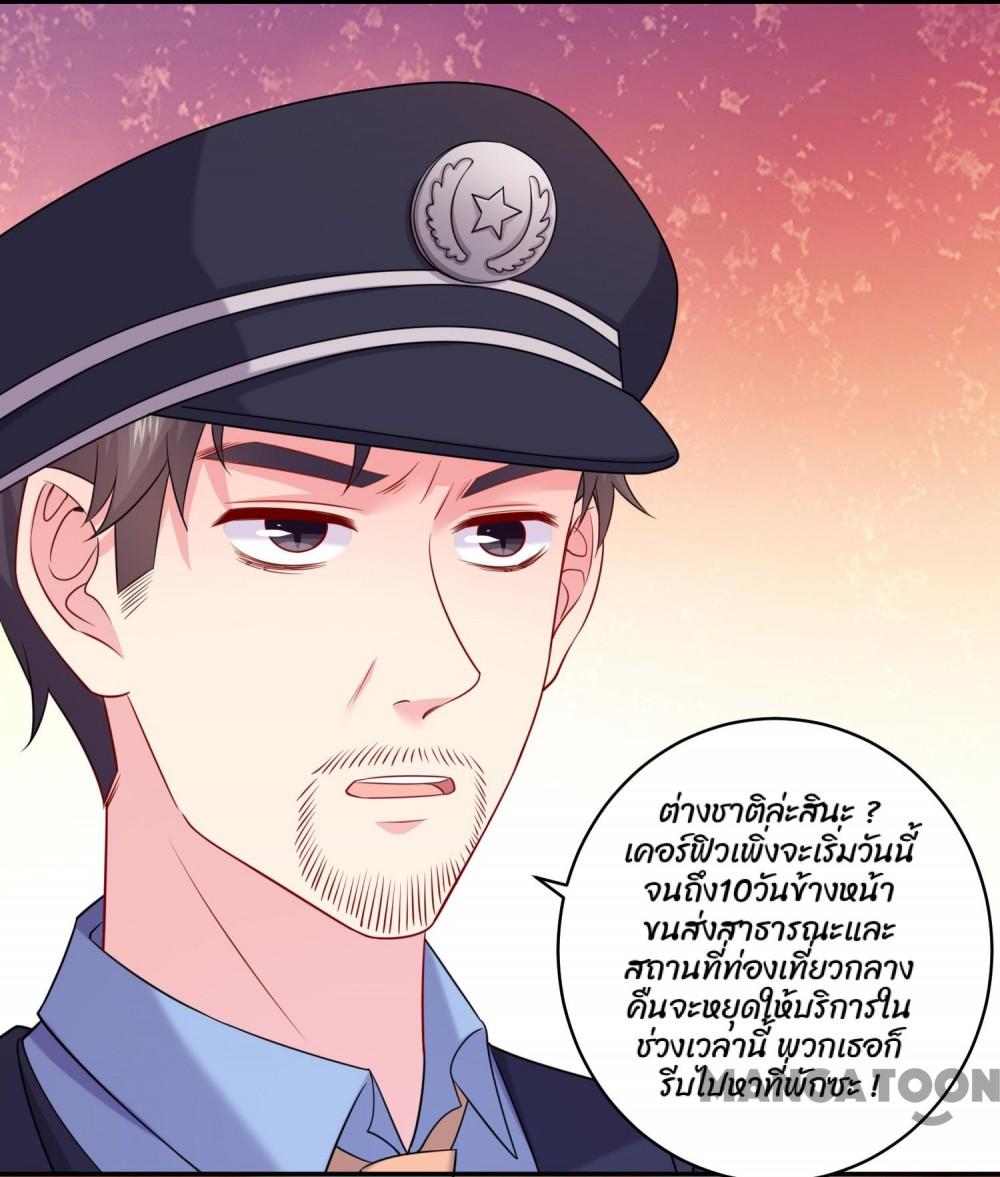 ต่างชาติล่ะสินะ ?
เคอร์ฟิวเพิ่งจะเริ่มวันนี้
จนถึง10วันข้างหน้า
ขนส่งสาธารณะและ
สถานที่ท่องเที่ยวกลาง
คืนจะหยุดให้บริการใน
ช่วงเวลานี้ พวกเธอก็
รีบไปหาที่พักซะ !
MANGATOON